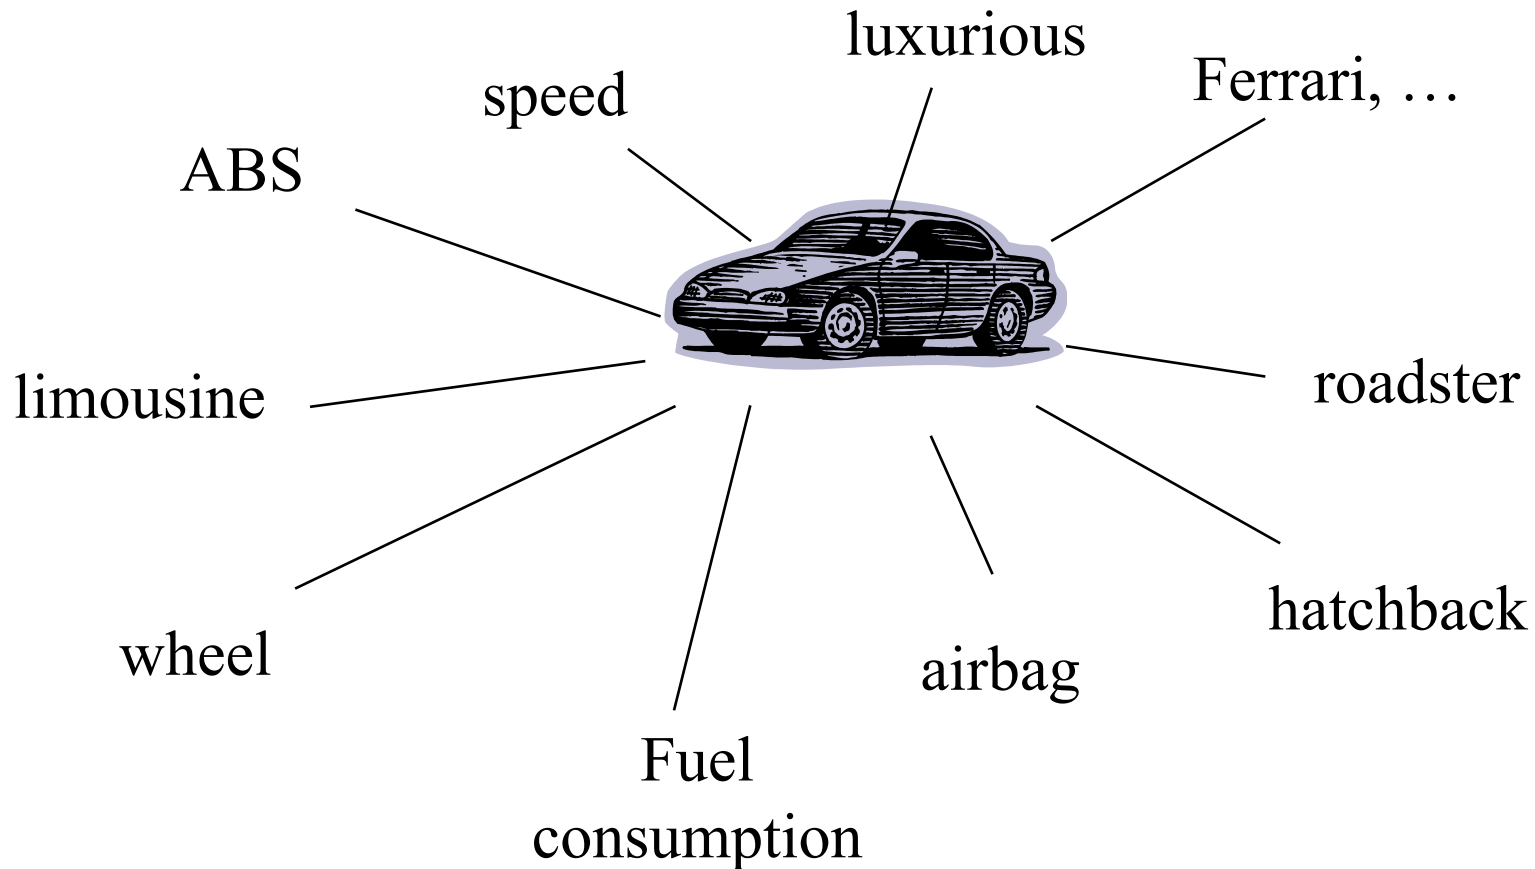 luxurious
Ferrari, …
speed
ABS
limousine
roadster
hatchback
wheel
airbag
Fuel
consumption